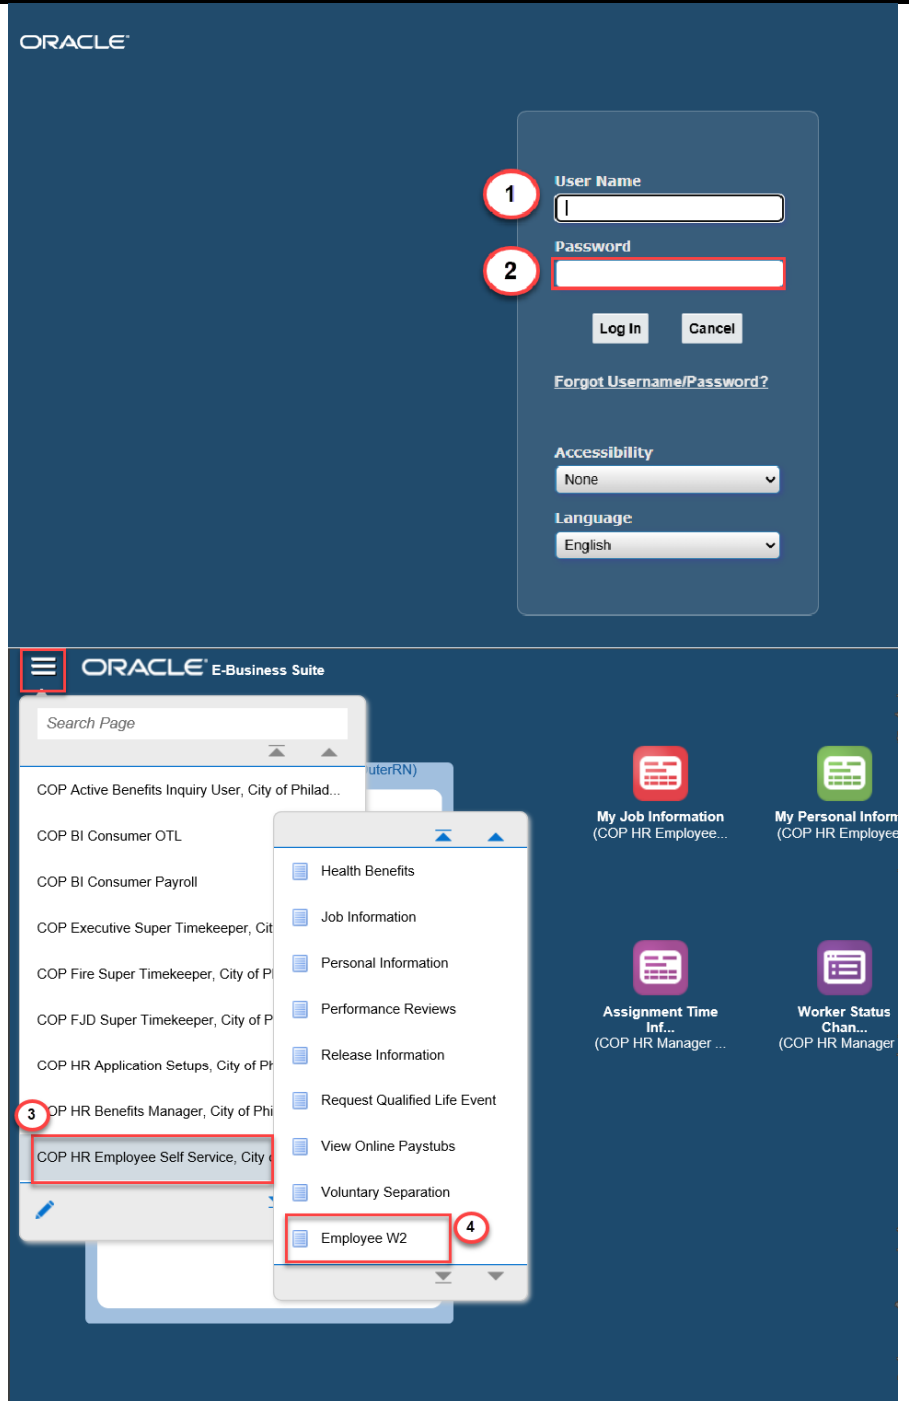 ORACLE
1
User Name
2
Password
Log In
Cancel
Forgot Username/Password?
Accessibility
None
Language
English
ORACLE E-Business Suite
Search Page
uterRN)
COP Active Benefits Inquiry User, City of Philad...
COP BI Consumer OTL
COP BI Consumer Payroll
COP Executive Super Timekeeper, Cit
COP Fire Super Timekeeper, City of P
COP FJD Super Timekeeper, City of P
COP HR Application Setups, City of Ph
3
OP HR Benefits Manager, City of Phi
COP HR Employee Self Service, City
Health Benefits
Job Information
Personal Information
Performance Reviews
Release Information
Request Qualified Life Event
View Online Paystubs
Voluntary Separation
Employee W2
4
My Job Information
(COP HR Employee...
My Personal Inform
(COP HR Employee
Assignment Time
Inf...
(COP HR Manager ...
Worker Status
Chan...
(COP HR Manager